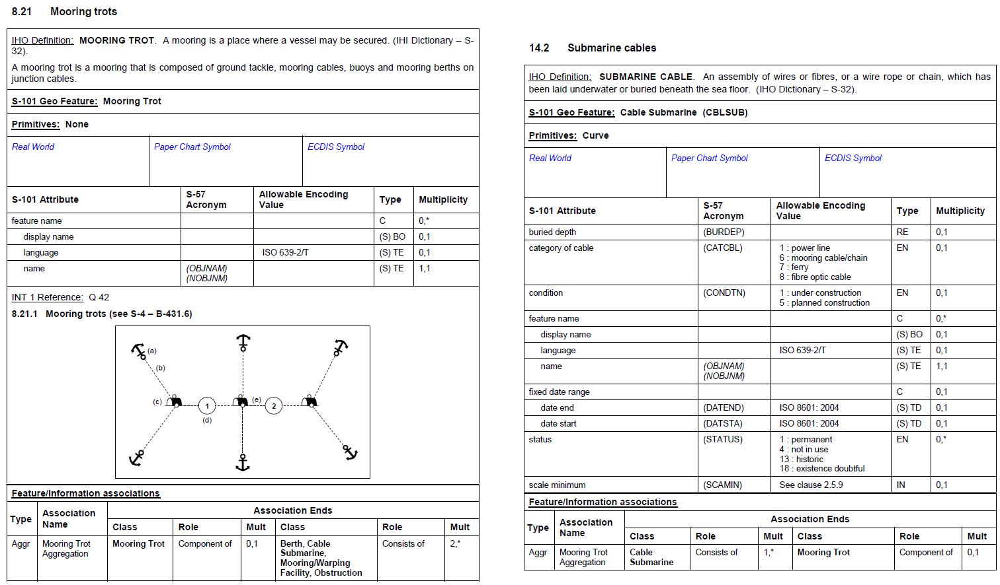 8.21 Mooring trots
IHO Definition: MOORING TROT. A mooring is a place where a vessel may be secured. (IHI Dictionary – S-
32).
A mooring trot is a mooring that is composed of ground tackle, mooring cables, buoys and mooring berths on
junction cables.
S-101 Geo Feature: Mooring Trot
Primitives: None
Real World Paper Chart Symbol ECDIS Symbol
S-101 Attribute S-57 Acronym Allowable Encoding Value Type Multiplicity
feature name C 0,*
display name (S) BO 0,1
language ISO 639-2/T (S) TE 0,1
name (OBJNAM) (S) TE 1,1
(NOBJNM)
INT 1 Reference: Q 42
8.21.1 Mooring trots (see S-4 – B-431.6)
(a)
(b)
(c) (e)
1 2
(d)
Feature/Information associations
Type Association Name Association Ends
Class Role Mult Class Role Mult
Aggr Mooring Trot Mooring Trot Component of 0,1 Berth, Cable Consists of 2,*
Aggregation Submarine,
Mooring/Warping
Facility, Obstruction
14.2 Submarine cables
IHO Definition: SUBMARINE CABLE. An assembly of wires or fibres, or a wire rope or chain, which has
been laid underwater or buried beneath the sea floor. (IHO Dictionary – S-32).
S-101 Geo Feature: Cable Submarine (CBLSUB)
Primitives: Curve
Real World Paper Chart Symbol ECDIS Symbol
S-101 Attribute S-57 Acronym Allowable Encoding Value Type Multiplicity
buried depth (BURDEP) RE 0,1
category of cable (CATCBL) 1 : power line EN 0,1
6 : mooring cable/chain
7 : ferry
8 : fibre optic cable
condition (CONDTN) 1 : under construction EN 0,1
5 : planned construction
feature name C 0,*
display name (S) BO 0,1
language ISO 639-2/T (S) TE 0,1
name (OBJNAM) (S) TE 1,1
(NOBJNM)
fixed date range C 0,1
date end (DATEND) ISO 8601: 2004 (S) TD 0,1
date start (DATSTA) ISO 8601: 2004 (S) TD 0,1
status (STATUS) 1 : permanent EN 0,*
4 : not in use
13 : historic
18 : existence doubtful
scale minimum (SCAMIN) See clause 2.5.9 IN 0,1
Feature/Information associations
Type Association Name Association Ends
Class Role Mult Class Role Mult
Aggr Mooring Trot Cable Consists of 1,* Mooring Trot Component of 0,1
Aggregation Submarine